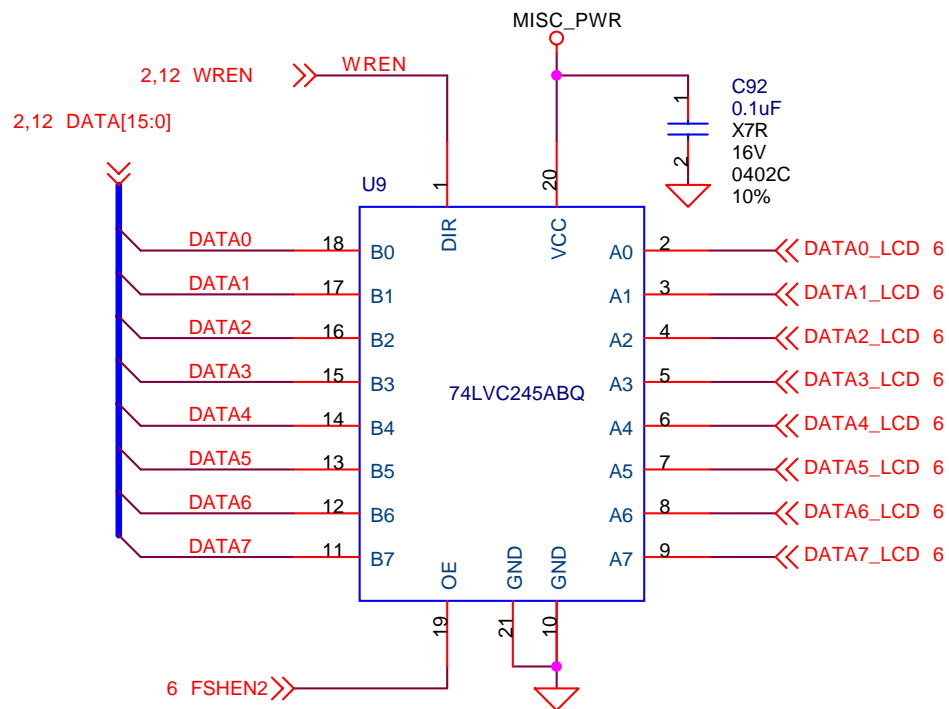 MISC_PWR
2,12 WREN
WREN
2,12 DATA[15:0]
C92
0.1uF
X7R
16V
0402C
10%
1
2
U9
1
20
DIR
VCC
DATA0 18 B0
A0 2 DATA0_LCD 6
DATA1 17 B1
A1 3 DATA1_LCD 6
DATA2 16 B2
A2 4 DATA2_LCD 6
DATA3 15 B3
A3 5 DATA3_LCD 6
74LVC245ABQ
DATA4 14 B4
A4 6 DATA4_LCD 6
DATA5 13 B5
A5 7 DATA5_LCD 6
DATA6 12 B6
A6 8 DATA6_LCD 6
DATA7 11 B7
A7 9 DATA7_LCD 6
OE
GND
GND
19
21
10
6 FSHEN2